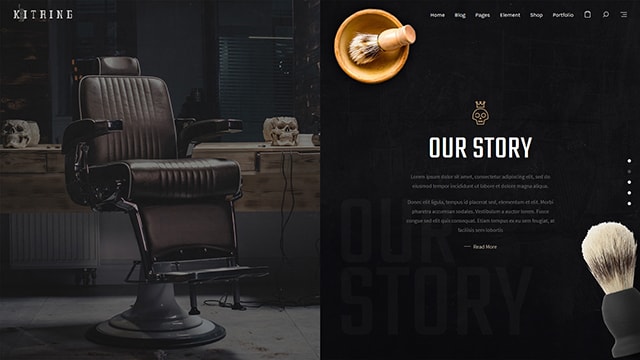 KITRING
Home Blog Pages Element Shop Portfolio
OUR STORY
Lorem ipsum dolor sit amet, consectetur adipiscing elit, sed do
eiusmod tempor incididunt ut labore et dolore magna aliqua.
Donec elit ligula, tempus id placerat sed, elementum et elit. Morbi
pharetra accumsan sodales. Vestibulum a auctor lorem. Fusce
congue sed elit quis consequat. Etiam tempus ex eu sem feugiat, at
facilisis sem lobortis
Read More
OUR
STORY